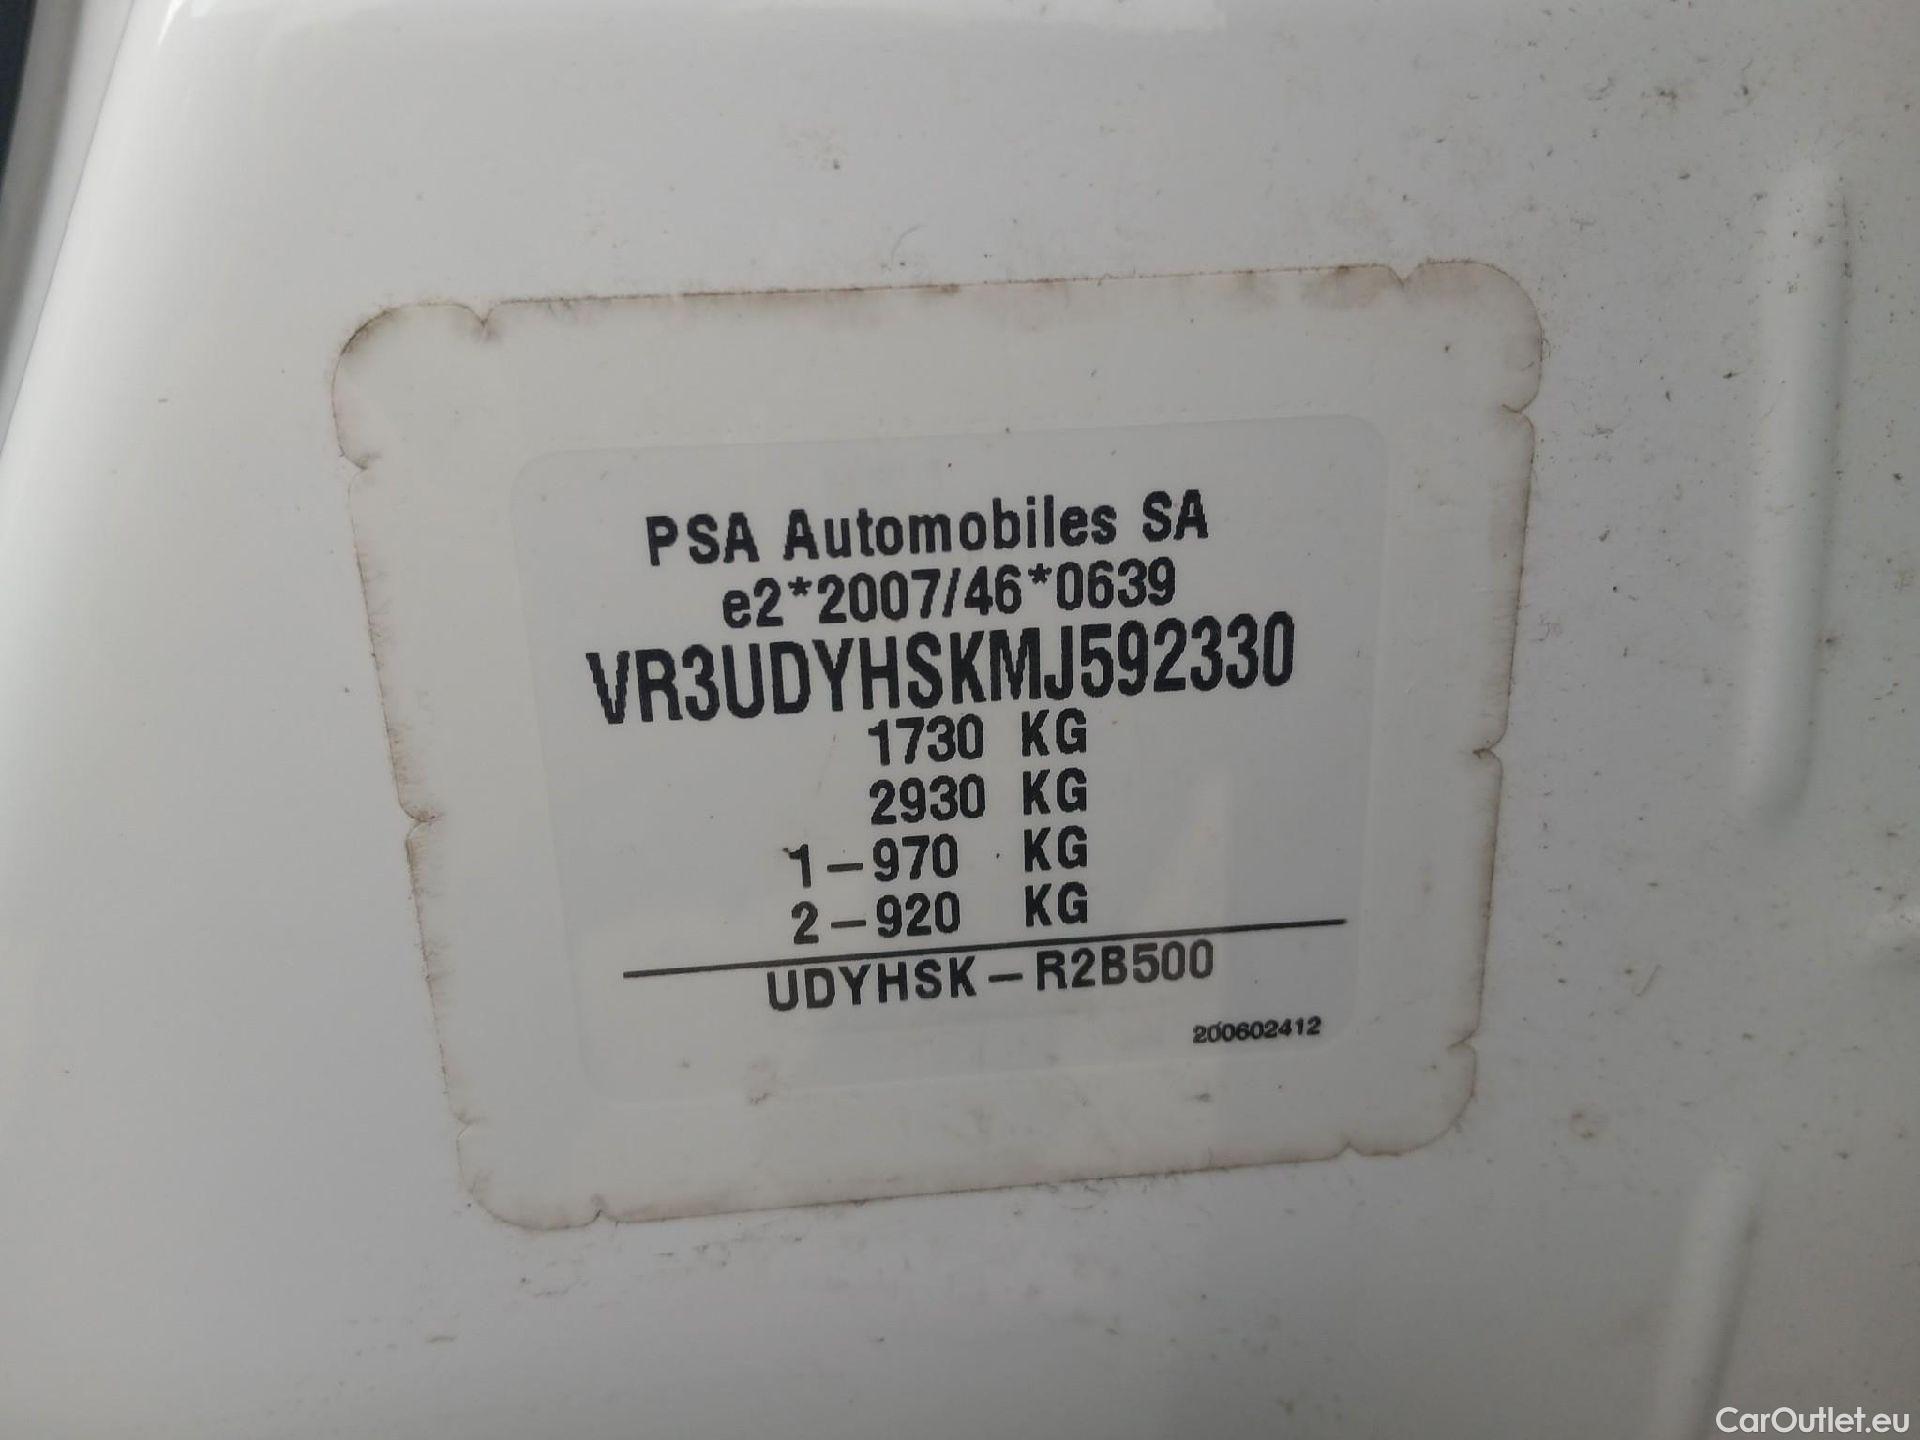 PSA Automobiles SA
e2*2007/46*0639
VR3UDYHSKMJ592330
1730 KG
2930 KG
1-970 KG
2-920 KG
UDYHSK-R2B500
200602412
CarOutlet.eu